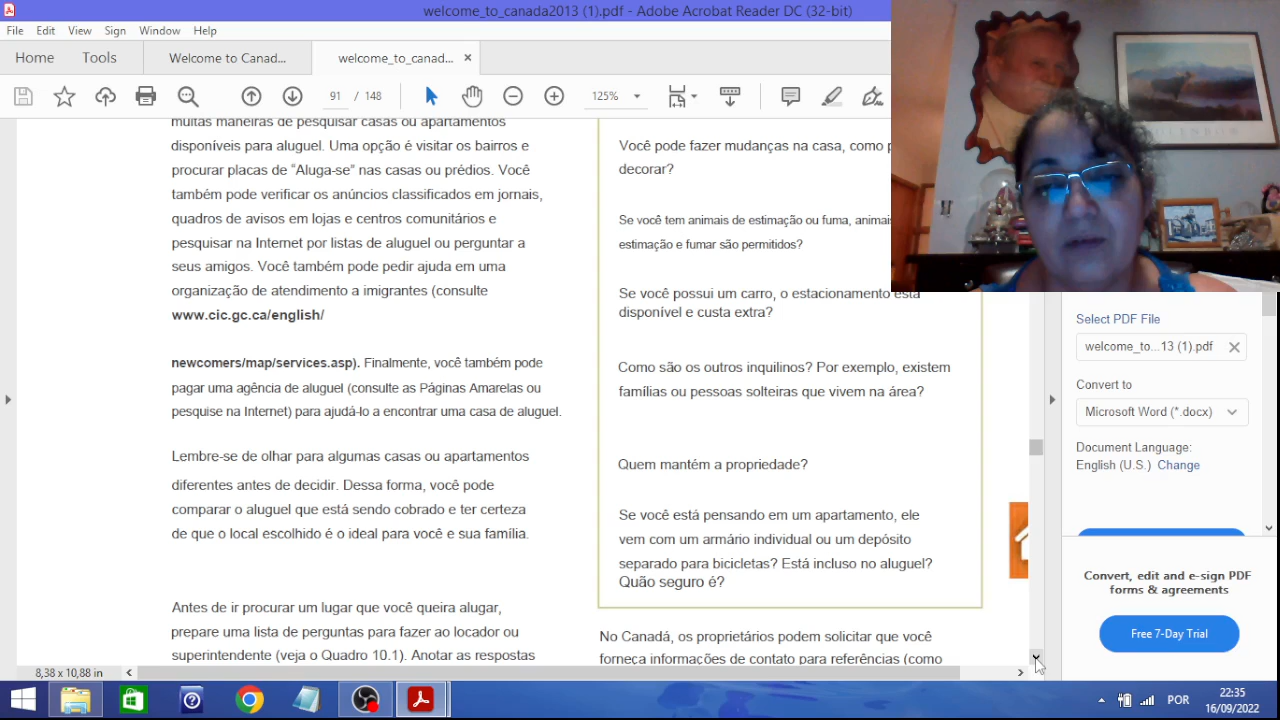 welcome_to_canada2013 (1).pdf - Adobe Acrobat Reader DC (32-bit)
File Edit View Sign Window Help
Home Tools Welcome to Canad... welcome_to_canad... ×
91 / 148 125%
muitas maneiras de pesquisar casas ou apartamentos
disponíveis para aluguel. Uma opção é visitar os bairros e
procurar placas de “Aluga-se” nas casas ou prédios. Você
também pode verificar os anúncios classificados em jornais,
quadros de avisos em lojas e centros comunitários e
pesquisar na Internet por listas de aluguel ou perguntar a
seus amigos. Você também pode pedir ajuda em uma
organização de atendimento a imigrantes (consulte
www.cic.gc.ca/english/
newcomers/map/services.asp). Finalmente, você também pode
pagar uma agência de aluguel (consulte as Páginas Amarelas ou
pesquise na Internet) para ajudá-lo a encontrar uma casa de aluguel.
Lembre-se de olhar para algumas casas ou apartamentos
diferentes antes de decidir. Dessa forma, você pode
comparar o aluguel que está sendo cobrado e ter certeza
de que o local escolhido é o ideal para você e sua família.
Antes de ir procurar um lugar que você queira alugar,
prepare uma lista de perguntas para fazer ao locador ou
superintendente (veja o Quadro 10.1). Anotar as respostas
Você pode fazer mudanças na casa, como
decorar?
Se você tem animais de estimação ou fuma,
estimação e fumar são permitidos?
Se você possui um carro, o estacionamento está
disponível e custa extra?
Como são os outros inquilinos? Por exemplo, existem
famílias ou pessoas solteiras que vivem na área?
Quem mantém a propriedade?
Se você está pensando em um apartamento, ele
vem com um armário individual ou um depósito
separado para bicicletas? Está incluso no aluguel?
Quão seguro é?
No Canadá, os proprietários podem solicitar que você
forneça informações de contato para referências (como
Select PDF File
welcome_to...13 (1).pdf
Convert to
Microsoft Word (*.docx)
Document Language:
English (U.S.) Change
Convert, edit and e-sign PDF
forms & agreements
Free 7-Day Trial
8,38 x 10,88 in
POR
22:35
16/09/2022